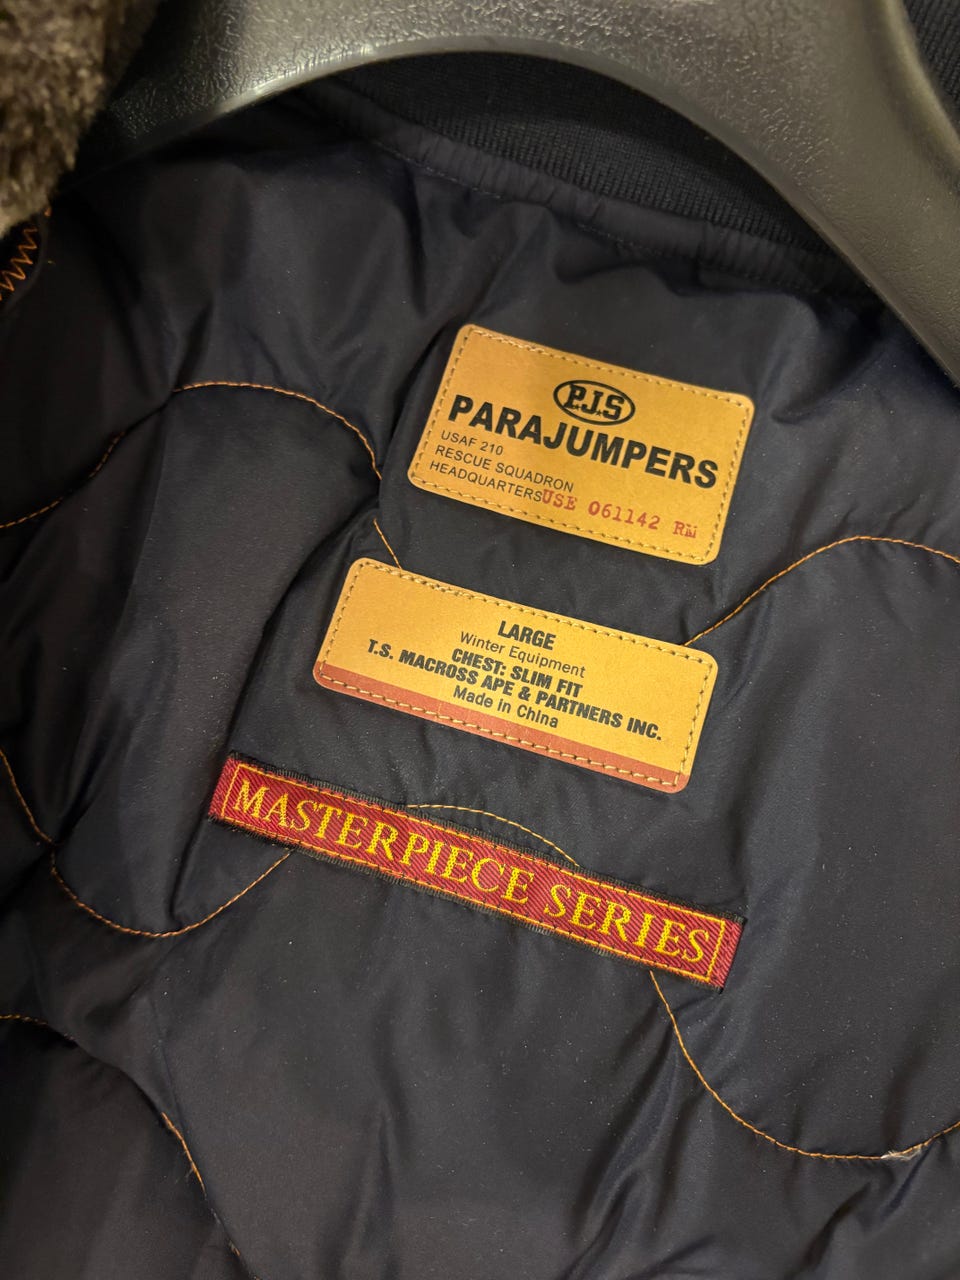 P.J.S
PARAJUMPERS
USAF 210
RESCUE SQUADRON
HEADQUARTERS
USE 061142 RM
LARGE
Winter Equipment
CHEST: SLIM FIT
T.S. MACROSS APE & PARTNERS INC.
Made in ChIna
MASTERPIECE SERIES